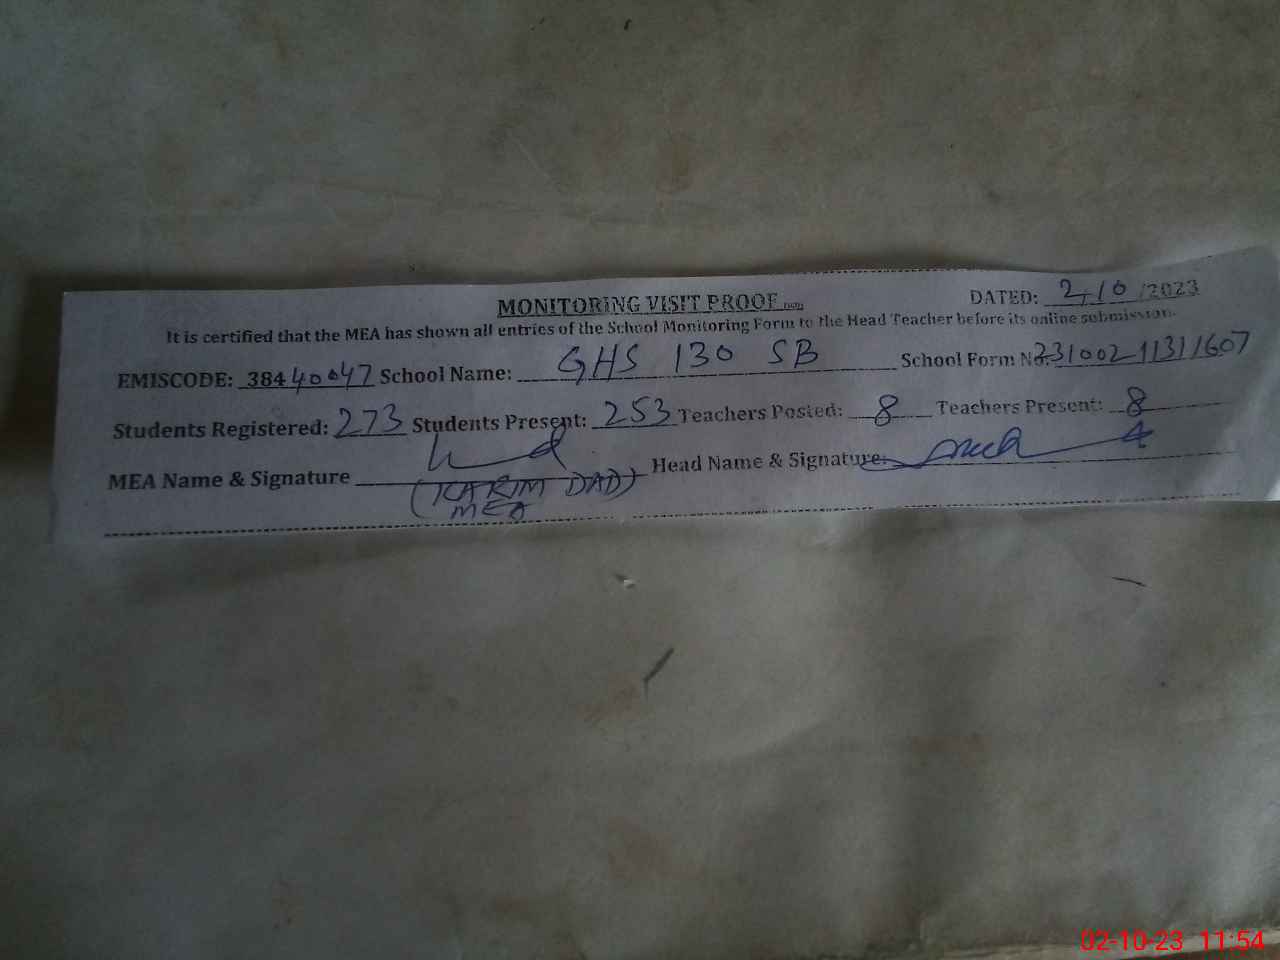 MONITORING VISIT PROOF
DATED: 2/10/2023
It is certified that the MEA has shown all entries of the School Monitoring Form to the Head Teacher before its online submission.
EMISCODE: 38440047 School Name: GHS 130 SB School Form No. 23100211311607
Students Registered: 273 Students Present: 253 Teachers Posted: 8 Teachers Present: 8
MEA Name & Signature Head Name & Signature:
(KARIM DAD)
MEA
02-10-23 11:54